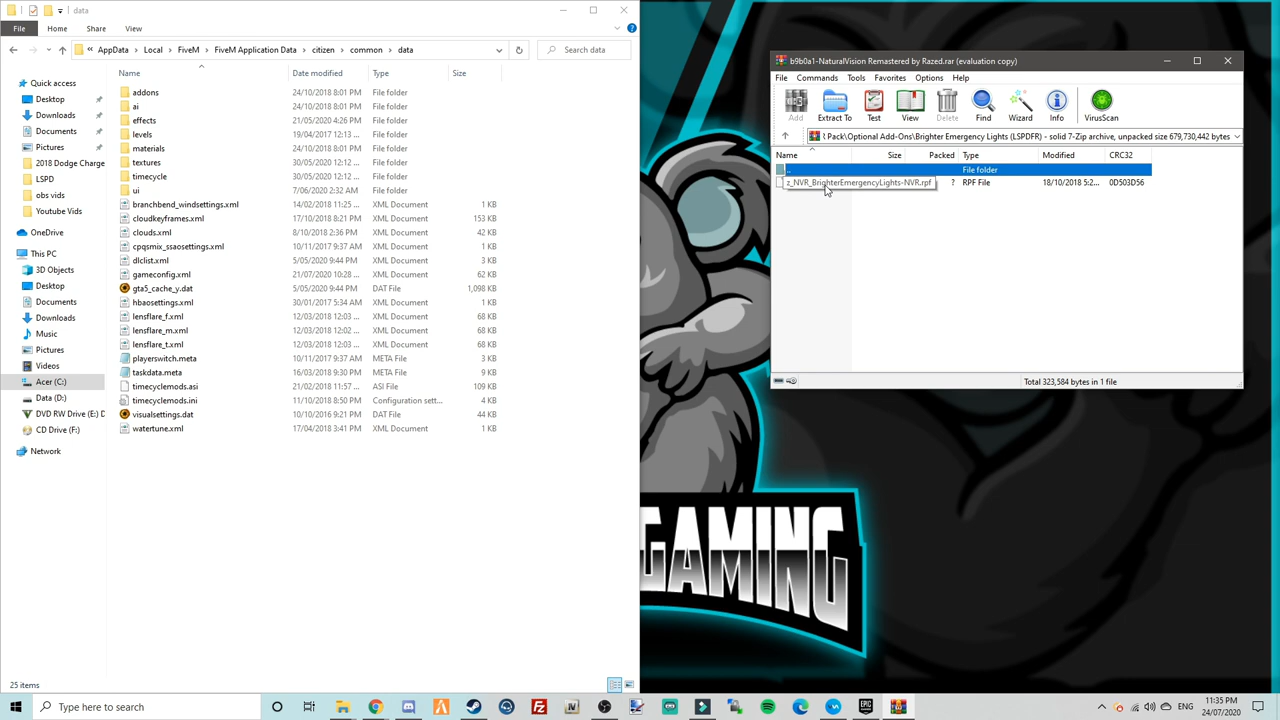 data
File
Home
Share
View
AppData
Local
FiveM
FiveM Application Data
citizen
common
data
Search data
Quick access
Desktop
Downloads
Documents
Pictures
2018 Dodge Charge
LSPD
obs vids
Youtube Vids
OneDrive
This PC
3D Objects
Desktop
Documents
Downloads
Music
Pictures
Videos
Acer (C:)
Data (D:)
DVD RW Drive (E:) D
CD Drive (F:)
Network
Name Date modified Type Size
addons 24/10/2018 8:01 PM File folder
ai 24/10/2018 8:01 PM File folder
effects 21/05/2020 4:26 PM File folder
levels 19/04/2017 12:13 ... File folder
materials 24/10/2018 8:01 PM File folder
textures 30/05/2020 12:12 ... File folder
timecycle 30/05/2020 12:12 ... File folder
ui 7/06/2020 2:32 AM File folder
branchbend_windsettings.xml 14/02/2018 11:15 ... XML Document 1 KB
cloudkeyframes.xml 17/10/2018 8:21 PM XML Document 153 KB
clouds.xml 8/10/2018 2:36 PM XML Document 42 KB
cpqsmix_ssaosettings.xml 10/11/2017 9:37 AM XML Document 1 KB
dlclist.xml 5/05/2020 9:44 PM XML Document 1 KB
gameconfig.xml 21/07/2020 10:28 ... XML Document 62 KB
gta5_cache_y.dat 5/05/2020 9:44 PM DAT File 1,098 KB
hbaosettings.xml 30/01/2017 5:34 AM XML Document 1 KB
lensflare_f.xml 12/03/2018 12:03 ... XML Document 68 KB
lensflare_m.xml 12/03/2018 12:02 ... XML Document 68 KB
lensflare_t.xml 12/03/2018 12:03 ... XML Document 68 KB
playerswitch.meta 10/11/2017 9:37 AM META File 3 KB
taskdata.meta 16/03/2018 9:30 PM META File 2 KB
timecyclemods.asi 21/02/2018 11:57 ... ASI File 109 KB
timecyclemods.ini 11/10/2018 8:50 PM Configuration sett... 4 KB
visualsettings.dat 10/10/2016 9:21 PM DAT File 44 KB
watertune.xml 17/04/2018 3:41 PM XML Document 1 KB
25 items
b9b0a1-NaturalVision Remastered by Razed.rar (evaluation copy)
File Commands Tools Favorites Options Help
Add Extract To Test View Delete Find Wizard Info VirusScan
: Pack\Optional Add-Ons\Brighter Emergency Lights (LSPDFR) - solid 7-Zip archive, unpacked size 679,730,442 bytes
Name Size Packed Type Modified CRC32
.. File folder
z_NVR_BrighterEmergencyLights-NVR.rpf ? RPF File 18/10/2018 5:2... 0D503D56
Total 323,584 bytes in 1 file
GAMING
Type here to search
ENG
11:35 PM
24/07/2020